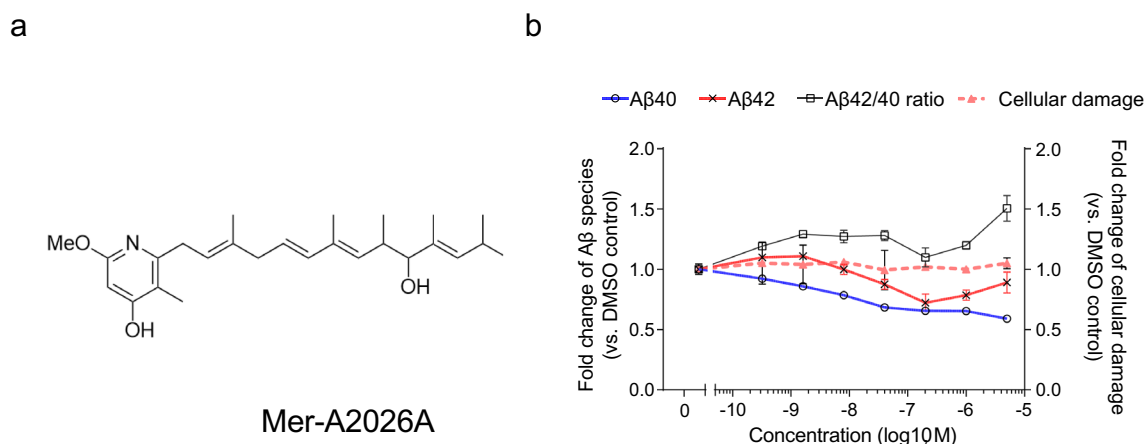 a
b
MeO
N
OH
OH
Mer-A2026A
Aβ40
Aβ42
Aβ42/40 ratio
Cellular damage
Fold change of Aβ species
(vs. DMSO control)
2.0
1.5
1.0
0.5
0.0
2.0
1.5
1.0
0.5
0.0
Fold change of cellular damage
(vs. DMSO control)
0 -10 -9 -8 -7 -6 -5
Concentration (log10M)